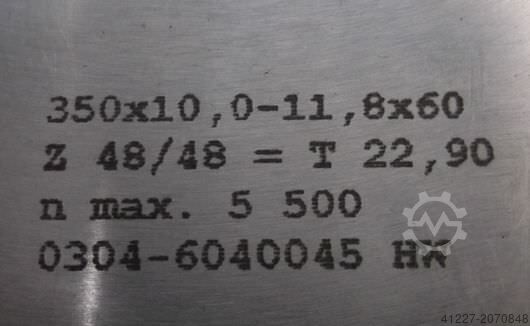 350x10,0-11,8x60
Z 48/48 = T 22,90
n max. 5 500
0304-6040045 HW
41227-2070848